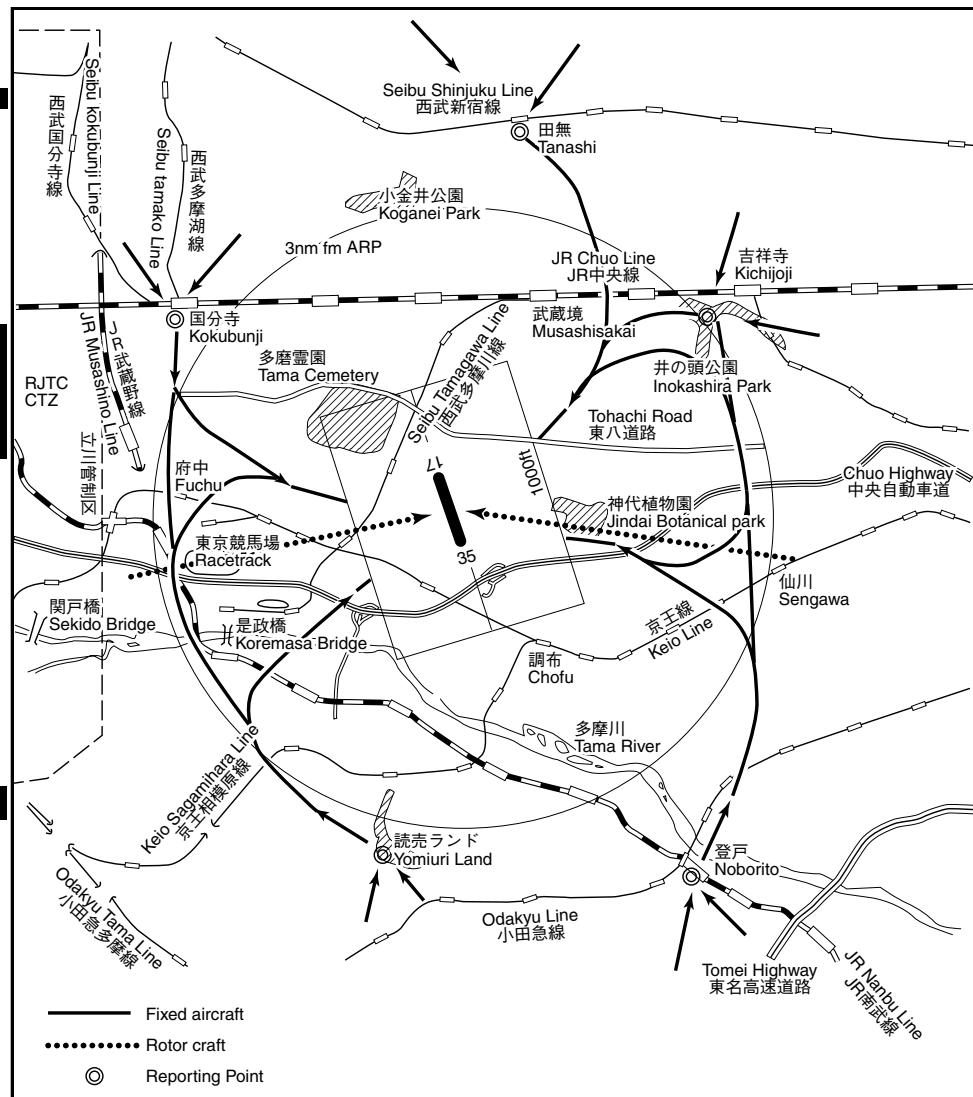 Seibu Shinjuku Line
西武新宿線
田無
Tanashi
Seibu kokubunji Line
西武国分寺線
Seibu tamako Line
西武多摩湖線
小金井公園
Koganei Park
3nm fm ARP
JR Chuo Line
JR中央線
吉祥寺
Kichijoji
国分寺
Kokubunji
武蔵境
Musashisakai
JR武蔵野線
JR Musashino Line
RJTC
CTZ
多磨霊園
Tama Cemetery
Seibu Tamagawa Line
西武多摩川線
井の頭公園
Inokashira Park
Tohachi Road
東八道路
立川管制区
府中
Fuchu
17
35
1000ft
Chuo Highway
中央自動車道
神代植物園
Jindai Botanical park
東京競馬場
Racetrack
仙川
Sengawa
関戸橋
Sekido Bridge
是政橋
Koremasa Bridge
京王線
Keio Line
調布
Chofu
多摩川
Tama River
Keio Sagamihara Line
京王相模原線
読売ランド
Yomiuri Land
登戸
Noborito
Odakyu Tama Line
小田急多摩線
Odakyu Line
小田急線
Tomei Highway
東名高速道路
JR Nanbu Line
JR南武線
Fixed aircraft
Rotor craft
Reporting Point